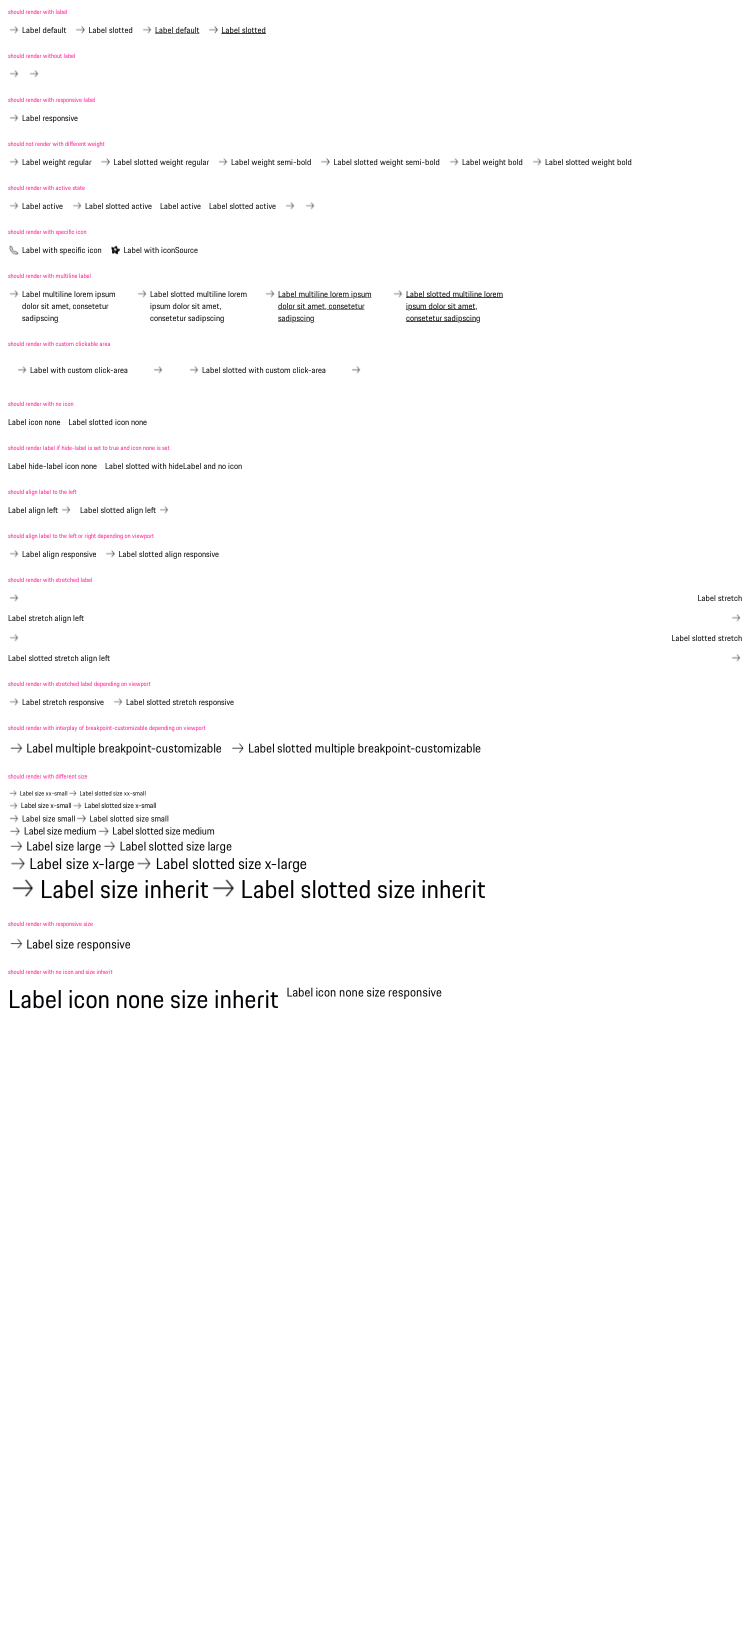 should render with label
Label default Label slotted Label default Label slotted
should render without label
should render with responsive label
Label responsive
should not render with different weight
Label weight regular Label slotted weight regular Label weight semi-bold Label slotted weight semi-bold Label weight bold Label slotted weight bold
should render with active state
Label active Label slotted active Label active Label slotted active
should render with specific icon
Label with specific icon Label with iconSource
should render with multiline label
Label multiline lorem ipsum Label slotted multiline lorem Label multiline lorem ipsum Label slotted multiline lorem
dolor sit amet, consetetur ipsum dolor sit amet, dolor sit amet, consetetur ipsum dolor sit amet,
sadipscing consetetur sadipscing sadipscing consetetur sadipscing
should render with custom clickable area
Label with custom click-area Label slotted with custom click-area
should render with no icon
Label icon none Label slotted icon none
should render label if hide-label is set to true and icon none is set
Label hide-label icon none Label slotted with hideLabel and no icon
should align label to the left
Label align left Label slotted align left
should align label to the left or right depending on viewport
Label align responsive Label slotted align responsive
should render with stretched label
Label stretch
Label stretch align left
Label slotted stretch
Label slotted stretch align left
should render with stretched label depending on viewport
Label stretch responsive Label slotted stretch responsive
should render with interplay of breakpoint-customizable depending on viewport
Label multiple breakpoint-customizable Label slotted multiple breakpoint-customizable
should render with different size
Label size xx-small Label slotted size xx-small
Label size x-small Label slotted size x-small
Label size small Label slotted size small
Label size medium Label slotted size medium
Label size large Label slotted size large
Label size x-large Label slotted size x-large
Label size inherit Label slotted size inherit
should render with responsive size
Label size responsive
should render with no icon and size inherit
Label icon none size inherit Label icon none size responsive